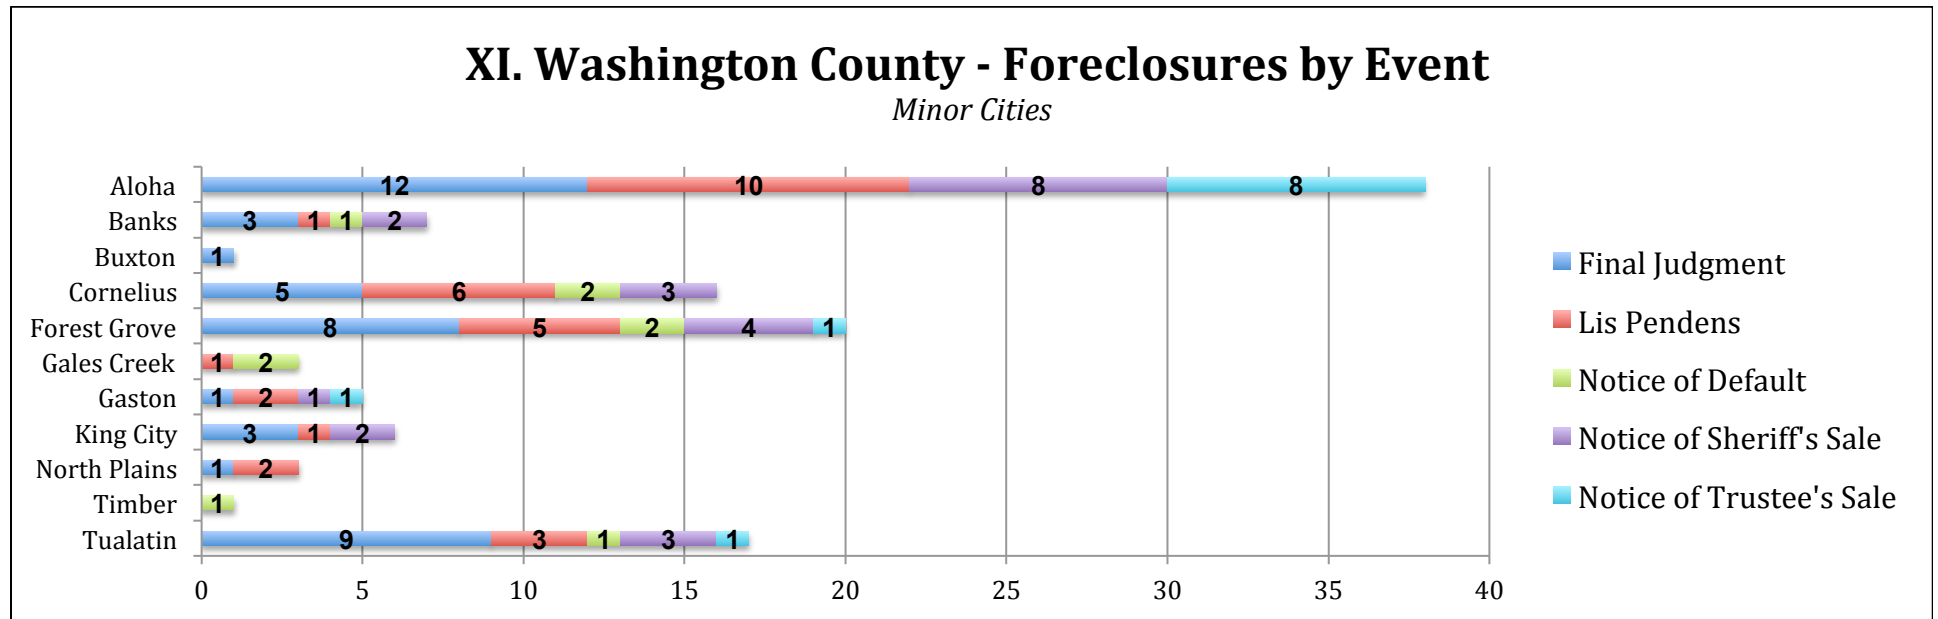 XI. Washington County - Foreclosures by Event
Minor Cities
Aloha 12 10 8 8
Banks 3 1 1 2
Buxton 1
Cornelius 5 6 2 3
Forest Grove 8 5 2 4 1
Gales Creek 1 2
Gaston 1 2 1 1
King City 3 1 2
North Plains 1 2
Timber 1
Tualatin 9 3 1 3 1
0 5 10 15 20 25 30 35 40
Final Judgment
Lis Pendens
Notice of Default
Notice of Sheriff's Sale
Notice of Trustee's Sale